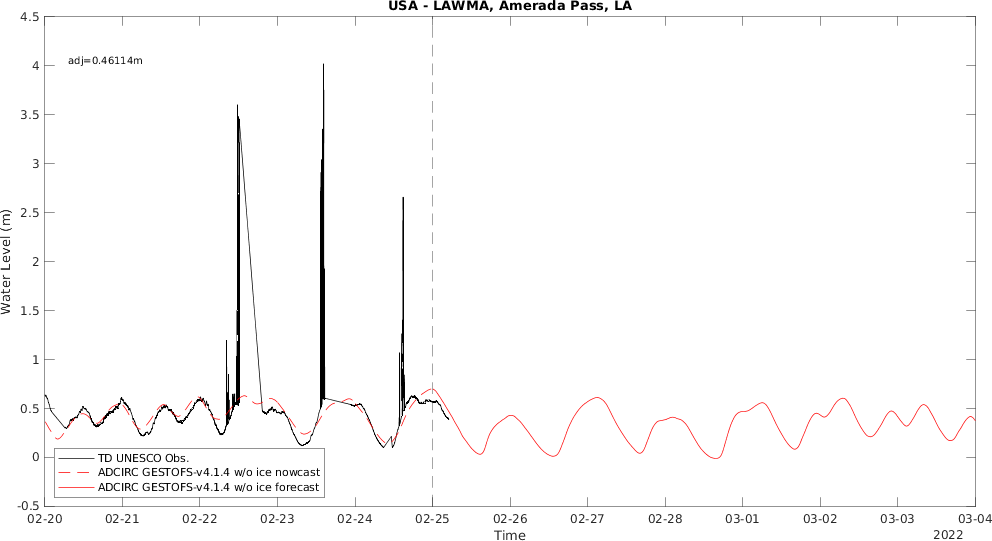 USA - LAWMA, Amerada Pass, LA
4.5
4
3.5
3
2.5
2
1.5
1
0.5
0
-0.5
Water Level (m)
adj=0.46114m
TD UNESCO Obs.
ADCIRC GESTOFS-v4.1.4 w/o ice nowcast
ADCIRC GESTOFS-v4.1.4 w/o ice forecast
02-20 02-21 02-22 02-23 02-24 02-25 02-26 02-27 02-28 03-01 03-02 03-03 03-04
Time
2022